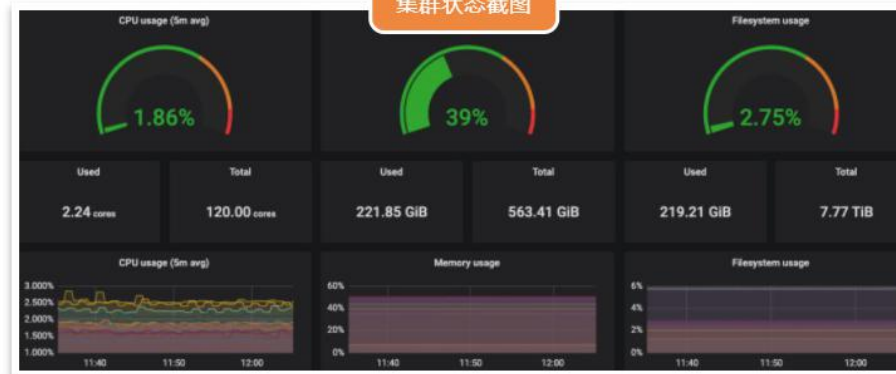 集群状态截图
CPU usage (5m avg)
Filesystem usage
1.86%
39%
2.75%
Used
Total
Used
Total
Used
Total
2.24 cores
120.00 cores
221.85 GiB
563.41 GiB
219.21 GiB
7.77 TiB
CPU usage (5m avg)
3.000%
2.500%
2.000%
1.500%
1.000%
11:40
11:50
12:00
Memory usage
60%
40%
20%
0%
11:40
11:50
12:00
Filesystem usage
6%
4%
2%
0%
11:40
11:50
12:00